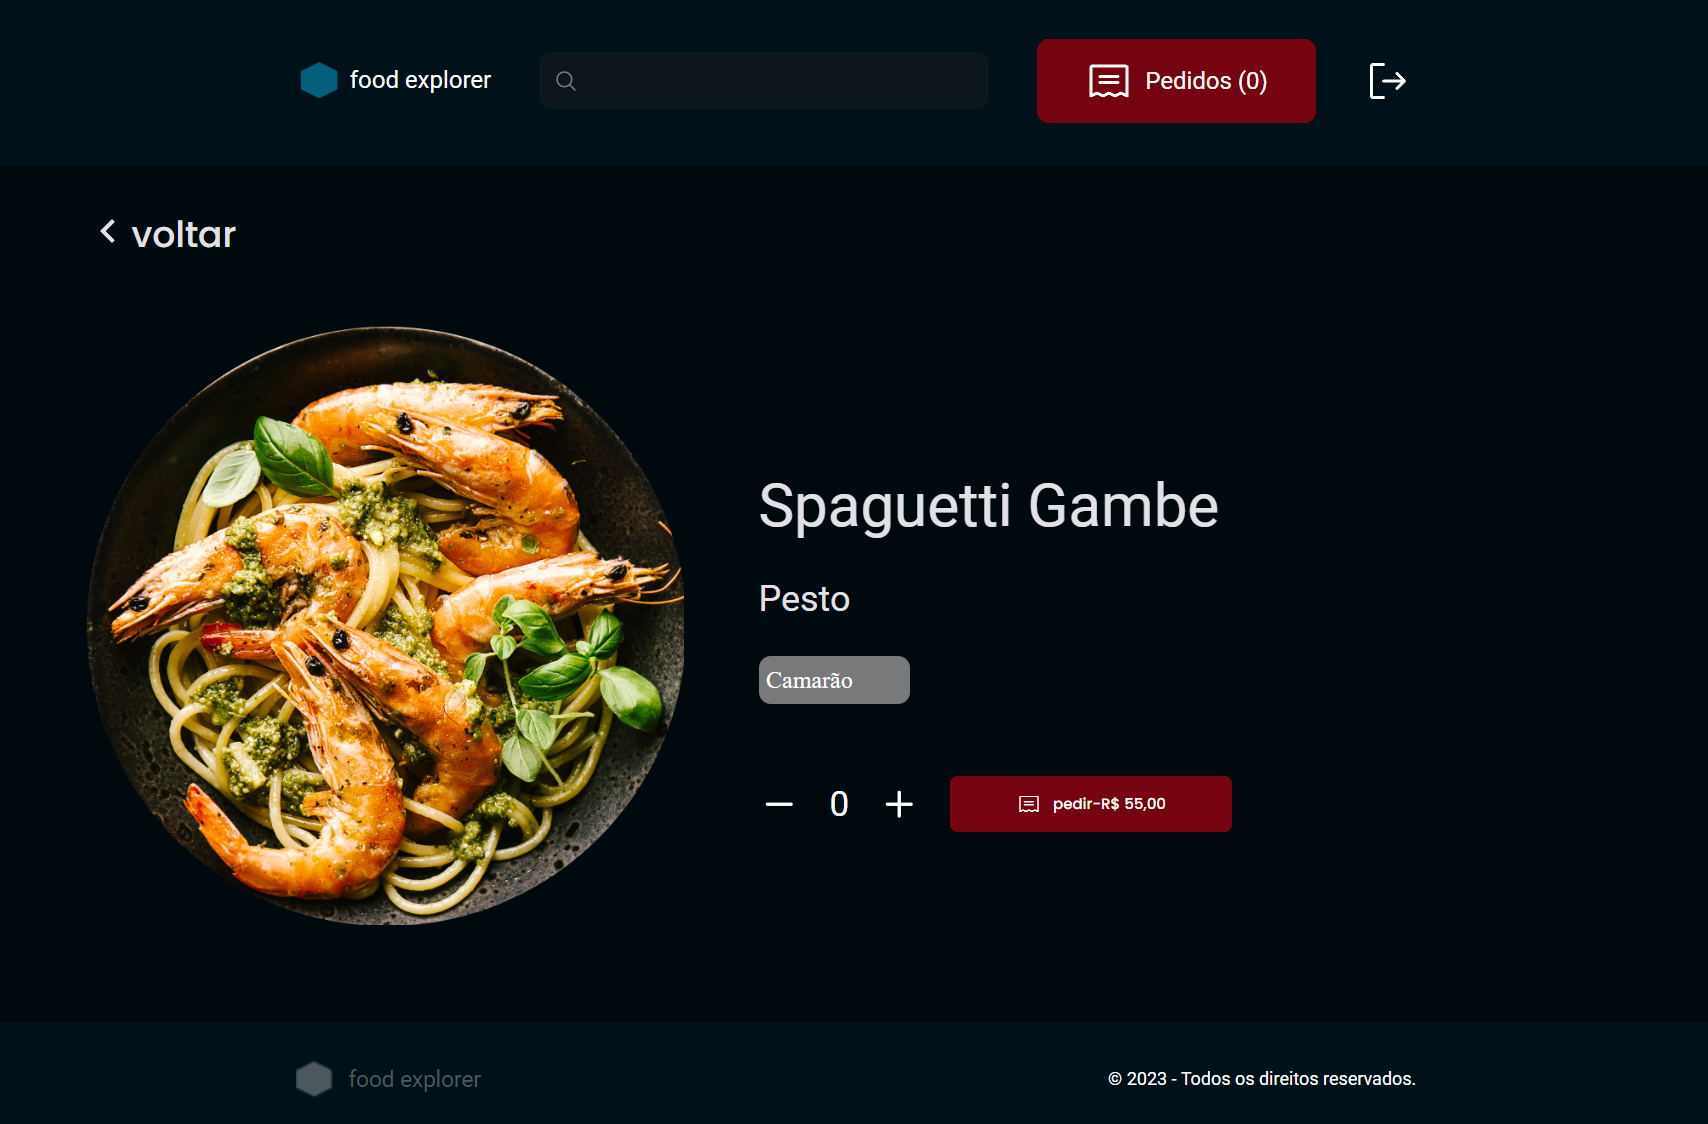 food explorer
Pedidos (0)
voltar
Spaguetti Gambe
Pesto
Camarão
0
pedir-R$ 55,00
food explorer
© 2023 - Todos os direitos reservados.